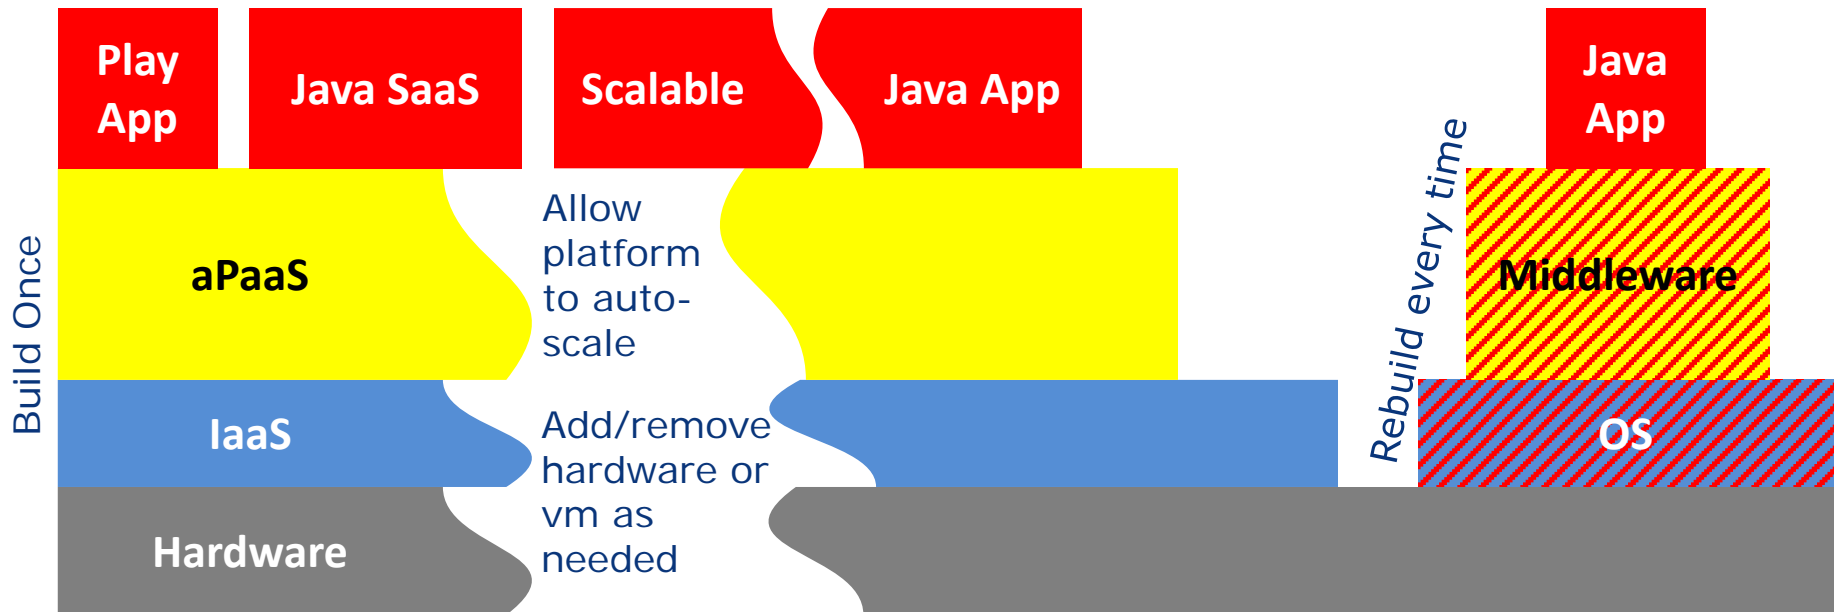 Play
App
Java SaaS
Scalable
Java App
Java
App
Build Once
aPaaS
Allow
platform
to auto-
scale
Rebuild every time
Middleware
IaaS
Add/remove
hardware or
vm as
needed
OS
Hardware